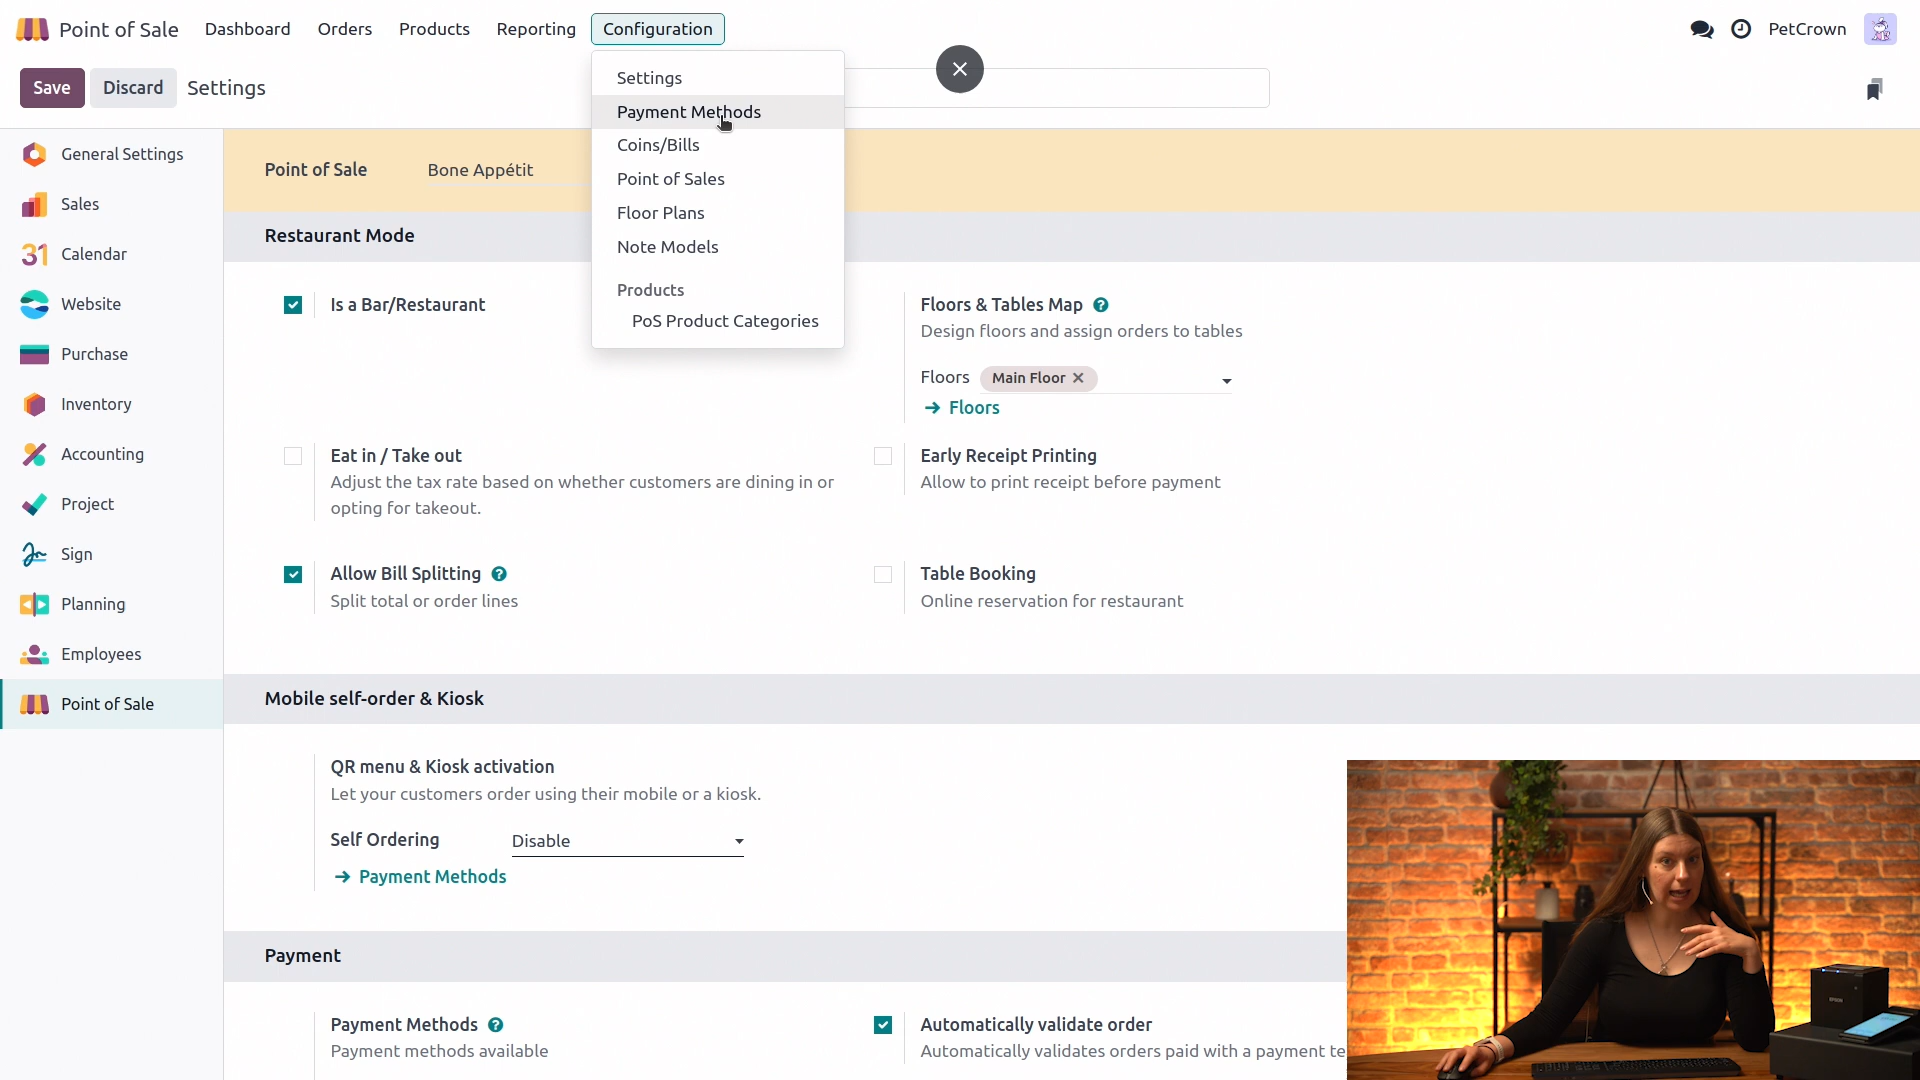 Point of Sale Dashboard Orders Products Reporting Configuration PetCrown
Save Discard Settings
Settings
Payment Methods
Coins/Bills
Point of Sales
Floor Plans
Note Models
Products
PoS Product Categories
General Settings
Sales
31 Calendar
Website
Purchase
Inventory
Accounting
Project
Sign
Planning
Employees
Point of Sale
Point of Sale Bone Appétit
Restaurant Mode
Is a Bar/Restaurant
Floors & Tables Map ?
Design floors and assign orders to tables
Floors Main Floor
Floors
Eat in / Take out
Adjust the tax rate based on whether customers are dining in or
opting for takeout.
Early Receipt Printing
Allow to print receipt before payment
Allow Bill Splitting ?
Split total or order lines
Table Booking
Online reservation for restaurant
Mobile self-order & Kiosk
QR menu & Kiosk activation
Let your customers order using their mobile or a kiosk.
Self Ordering Disable
Payment Methods
Payment
Payment Methods ?
Payment methods available
Automatically validate order
Automatically validates orders paid with a payment te
EPSON